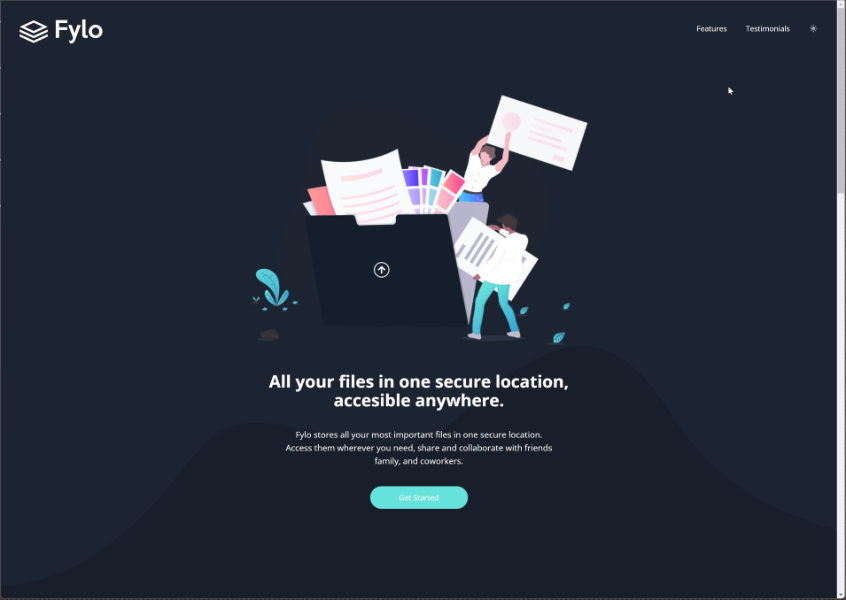 Fylo
Features
Testimonials
All your files in one secure location,
accesible anywhere.
Fylo stores all your most important files in one secure location.
Access them wherever you need, share and collaborate with friends
family, and coworkers.
Get Started